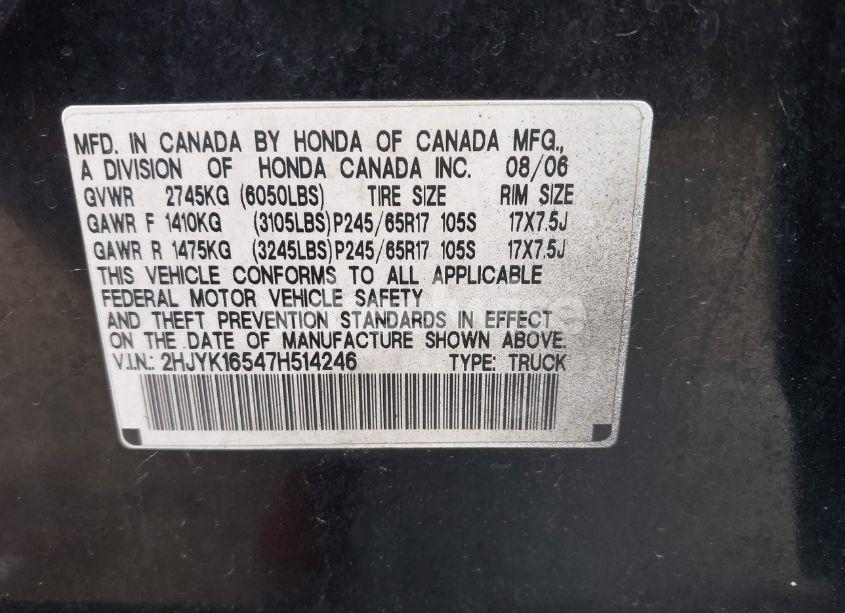 MFD. IN CANADA BY HONDA OF CANADA MFG.,
A DIVISION OF HONDA CANADA INC. 08/06
GVWR 2745KG (6050LBS) TIRE SIZE RIM SIZE
GAWR F 1410KG (3105LBS) P245/65R17 105S 17X7.5J
GAWR R 1475KG (3245LBS) P245/65R17 105S 17X7.5J
THIS VEHICLE CONFORMS TO ALL APPLICABLE
FEDERAL MOTOR VEHICLE SAFETY
AND THEFT PREVENTION STANDARDS IN EFFECT
ON THE DATE OF MANUFACTURE SHOWN ABOVE.
V.I.N.: 2HJYK16547H514246 TYPE: TRUCK